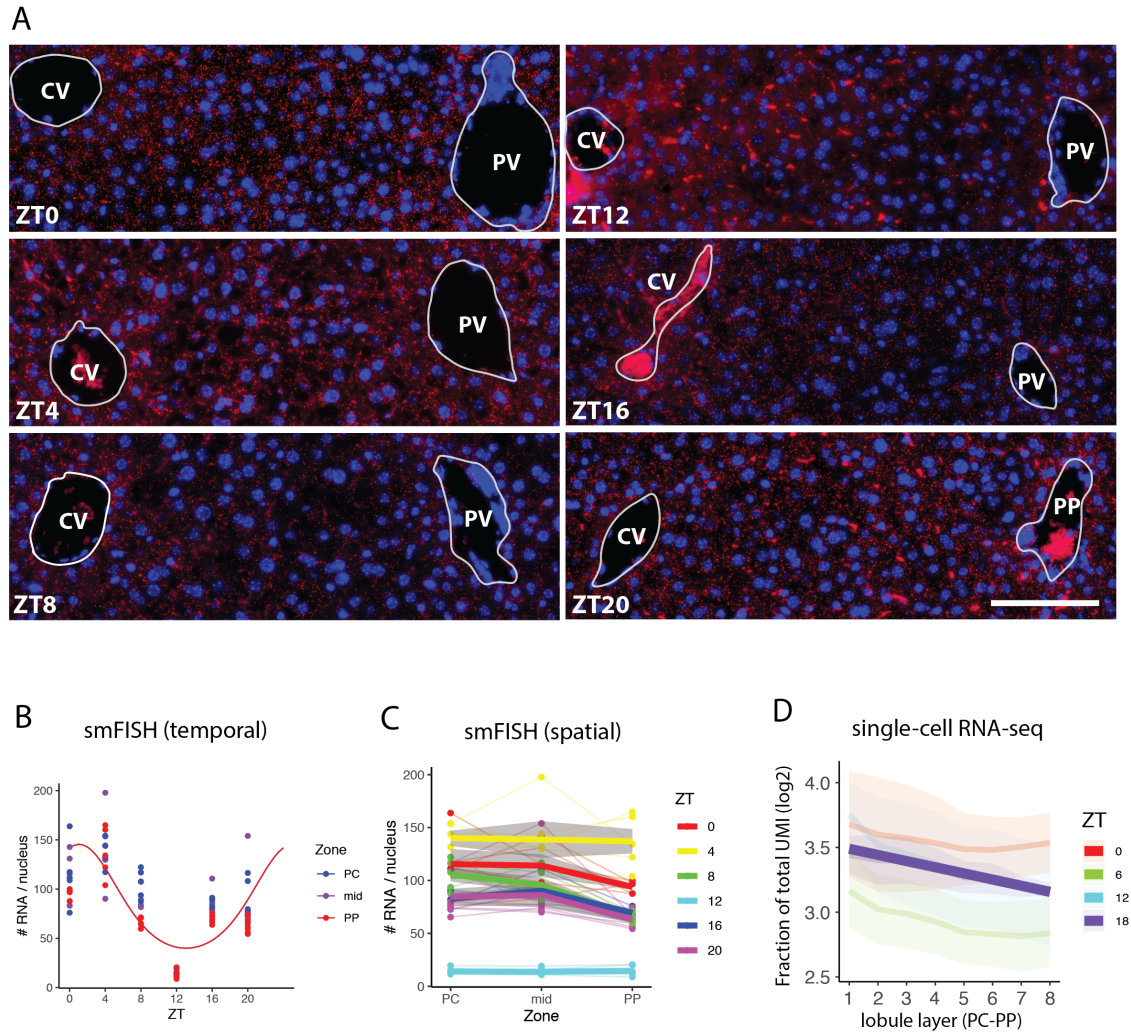 A
CV
PV
ZT0
CV
PV
ZT12
CV
PV
ZT4
CV
PV
ZT16
CV
PV
ZT8
CV
PP
ZT20
B
smFISH (temporal)
# RNA / nucleus
200
150
100
50
0
0 4 8 12 16 20
ZT
Zone
PC
mid
PP
C
smFISH (spatial)
200
150
100
50
0
# RNA / nucleus
PC mid PP
Zone
ZT
0
4
8
12
16
20
D
single-cell RNA-seq
Fraction of total UMI (log2)
4.0
3.5
3.0
2.5
1 2 3 4 5 6 7 8
lobule layer (PC-PP)
ZT
0
6
12
18